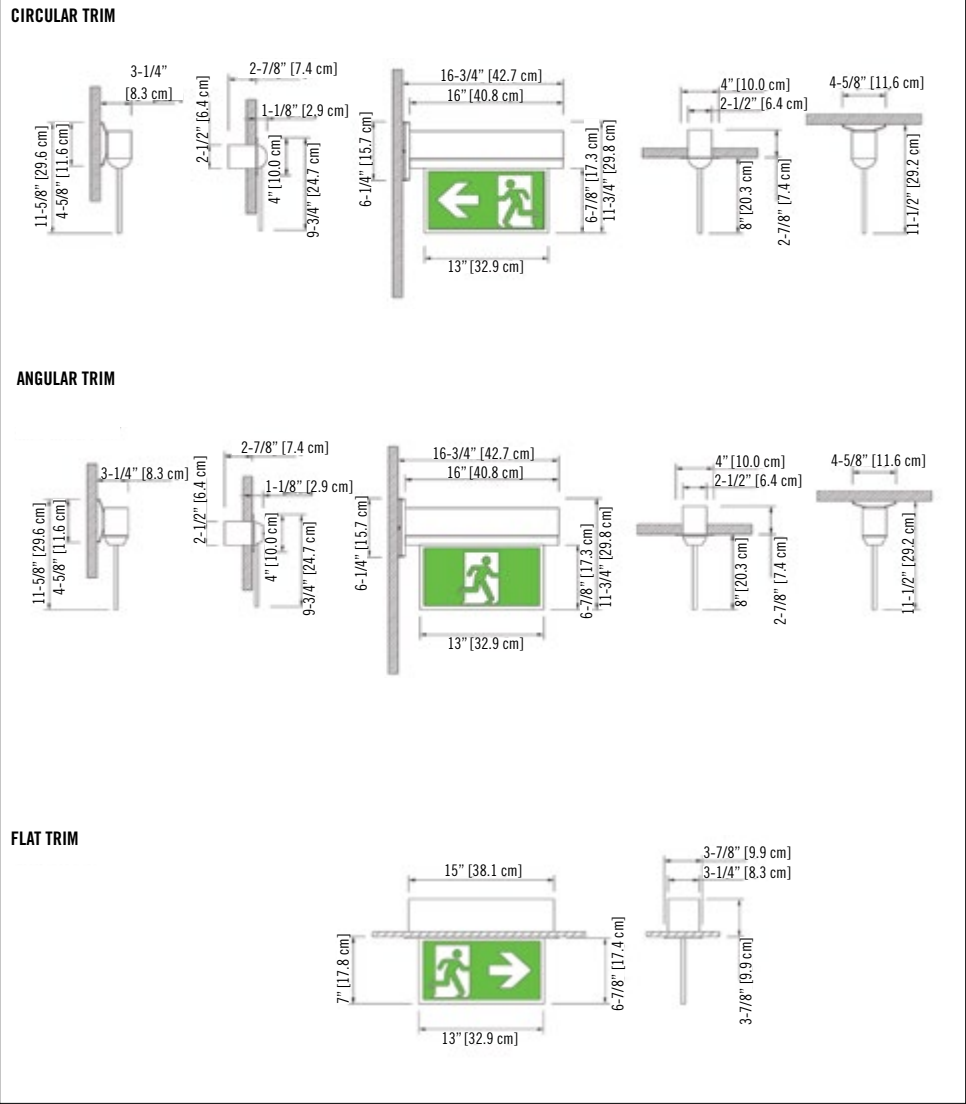 CIRCULAR TRIM
3-1/4”
[8.3 cm]
11-5/8” [29.6 cm]
4-5/8” [11.6 cm]
2-7/8” [7.4 cm]
2-1/2” [6.4 cm]
1-1/8” [2.9 cm]
4” [10.0 cm]
9-3/4” [24.7 cm]
16-3/4” [42.7 cm]
16” [40.8 cm]
6-1/4” [15.7 cm]
6-7/8” [17.3 cm]
11-3/4” [29.8 cm]
13” [32.9 cm]
4” [10.0 cm]
2-1/2” [6.4 cm]
8” [20.3 cm]
2-7/8” [7.4 cm]
4-5/8” [11.6 cm]
11-1/2” [29.2 cm]
ANGULAR TRIM
3-1/4” [8.3 cm]
11-5/8” [29.6 cm]
4-5/8” [11.6 cm]
2-7/8” [7.4 cm]
2-1/2” [6.4 cm]
1-1/8” [2.9 cm]
4” [10.0 cm]
9-3/4” [24.7 cm]
16-3/4” [42.7 cm]
16” [40.8 cm]
6-1/4” [15.7 cm]
6-7/8” [17.3 cm]
11-3/4” [29.8 cm]
13” [32.9 cm]
4” [10.0 cm]
2-1/2” [6.4 cm]
8” [20.3 cm]
2-7/8” [7.4 cm]
4-5/8” [11.6 cm]
11-1/2” [29.2 cm]
FLAT TRIM
15” [38.1 cm]
7” [17.8 cm]
6-7/8” [17.4 cm]
13” [32.9 cm]
3-7/8” [9.9 cm]
3-1/4” [8.3 cm]
3-7/8” [9.9 cm]